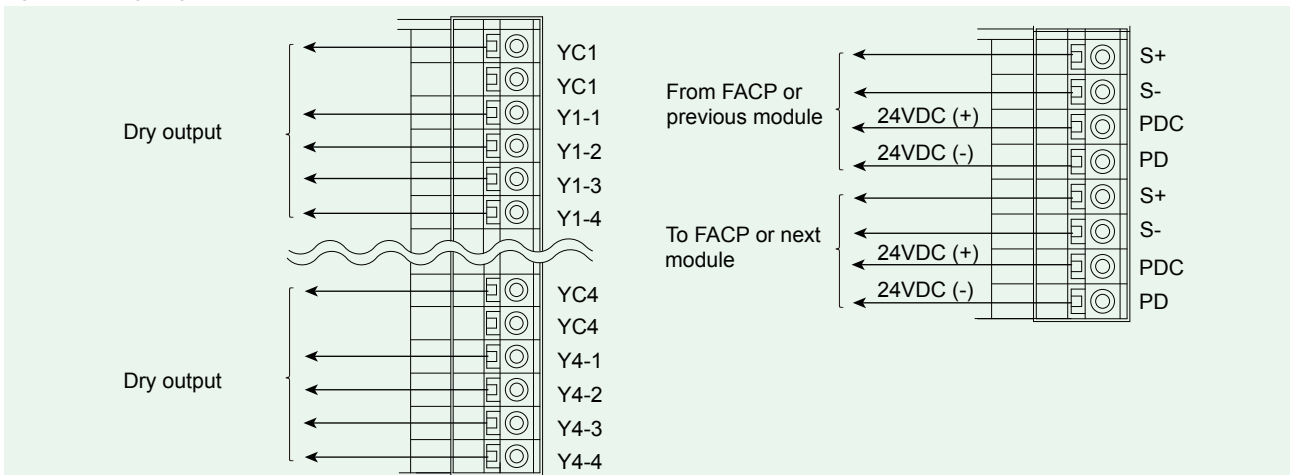 Dry output
YC1
YC1
Y1-1
Y1-2
Y1-3
Y1-4
Dry output
YC4
YC4
Y4-1
Y4-2
Y4-3
Y4-4
From FACP or
previous module
24VDC (+)
24VDC (-)
S+
S-
PDC
PD
To FACP or next
module
24VDC (+)
24VDC (-)
S+
S-
PDC
PD